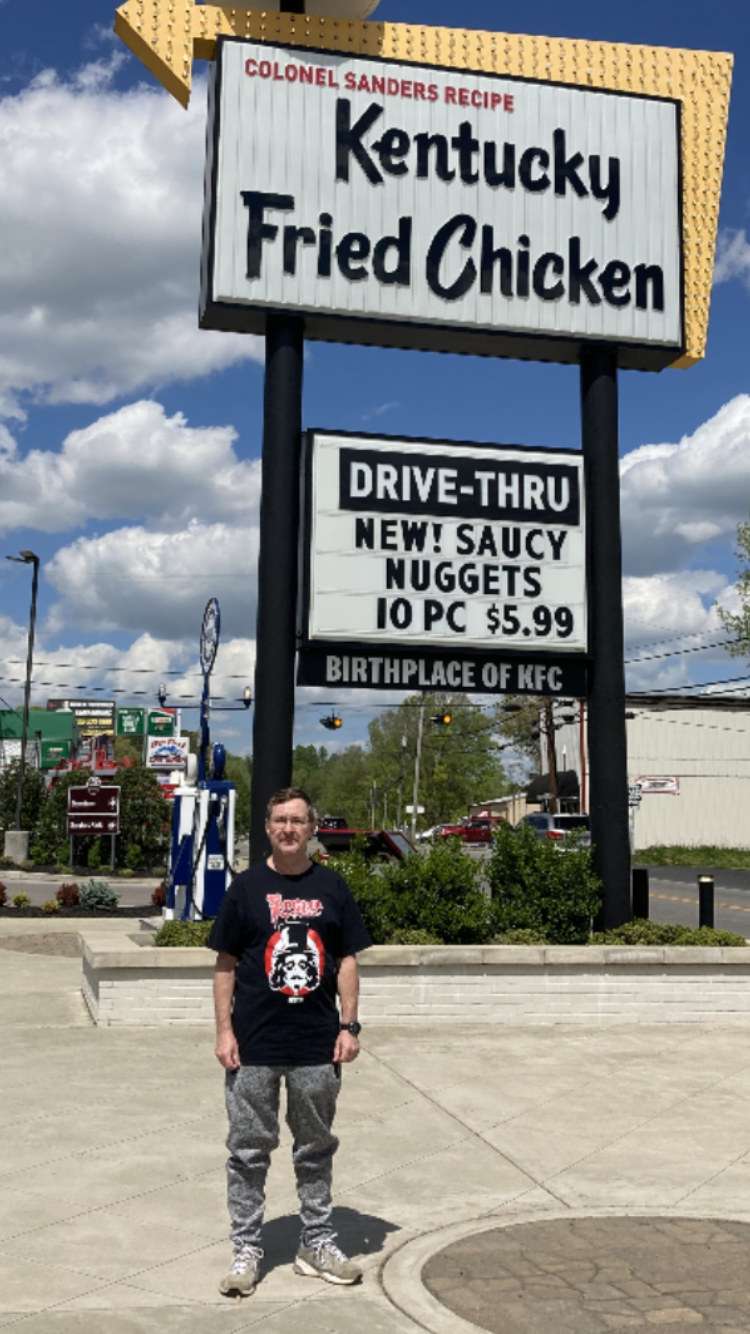 COLONEL SANDERS RECIPE
Kentucky
Fried Chicken
DRIVE-THRU
NEW! SAUCY
NUGGETS
10 PC $5.99
BIRTHPLACE OF KFC